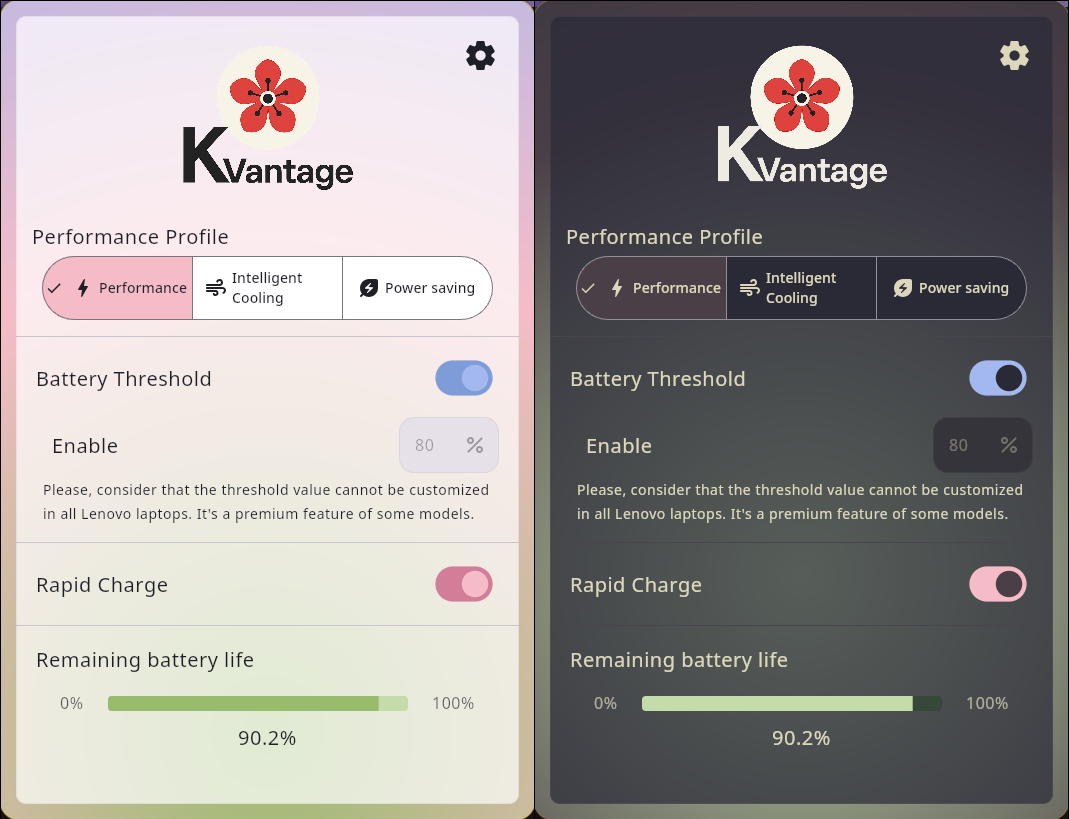 KVantage
Performance Profile
Performance
Intelligent
Cooling
Power saving
Battery Threshold
Enable
80 %
Please, consider that the threshold value cannot be customized
in all Lenovo laptops. It's a premium feature of some models.
Rapid Charge
Remaining battery life
0% 100%
90.2%
KVantage
Performance Profile
Performance
Intelligent
Cooling
Power saving
Battery Threshold
Enable
80 %
Please, consider that the threshold value cannot be customized
in all Lenovo laptops. It's a premium feature of some models.
Rapid Charge
Remaining battery life
0% 100%
90.2%